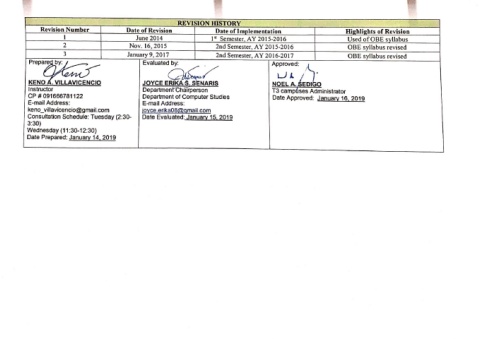 REVISION HISTORY
Revision Number Date of Revision Date of Implementation Highlights of Revision
1 June 2014 1st Semester, AY 2015-2016 Used of OBE syllabus
2 Nov. 16, 2015 2nd Semester, AY 2015-2016 OBE syllabus revised
3 January 9, 2017 2nd Semester, AY 2016-2017 OBE syllabus revised
Prepared by:
KENO A. VILLAVICENCIO
Instructor
CP # 091666781122
E-mail Address:
keno_villavicencio@gmail.com
Consultation Schedule: Tuesday (2:30-
3:30)
Wednesday (11:30-12:30)
Date Prepared: January 14, 2019
Evaluated by:
JOYCE ERIKA S. SENARIS
Department Chairperson
Department of Computer Studies
E-mail Address:
joyce.erika08@gmail.com
Date Evaluated: January 15, 2019
Approved:
NOEL A. SEDIGO
T3 campuses Administrator
Date Approved: January 16, 2019